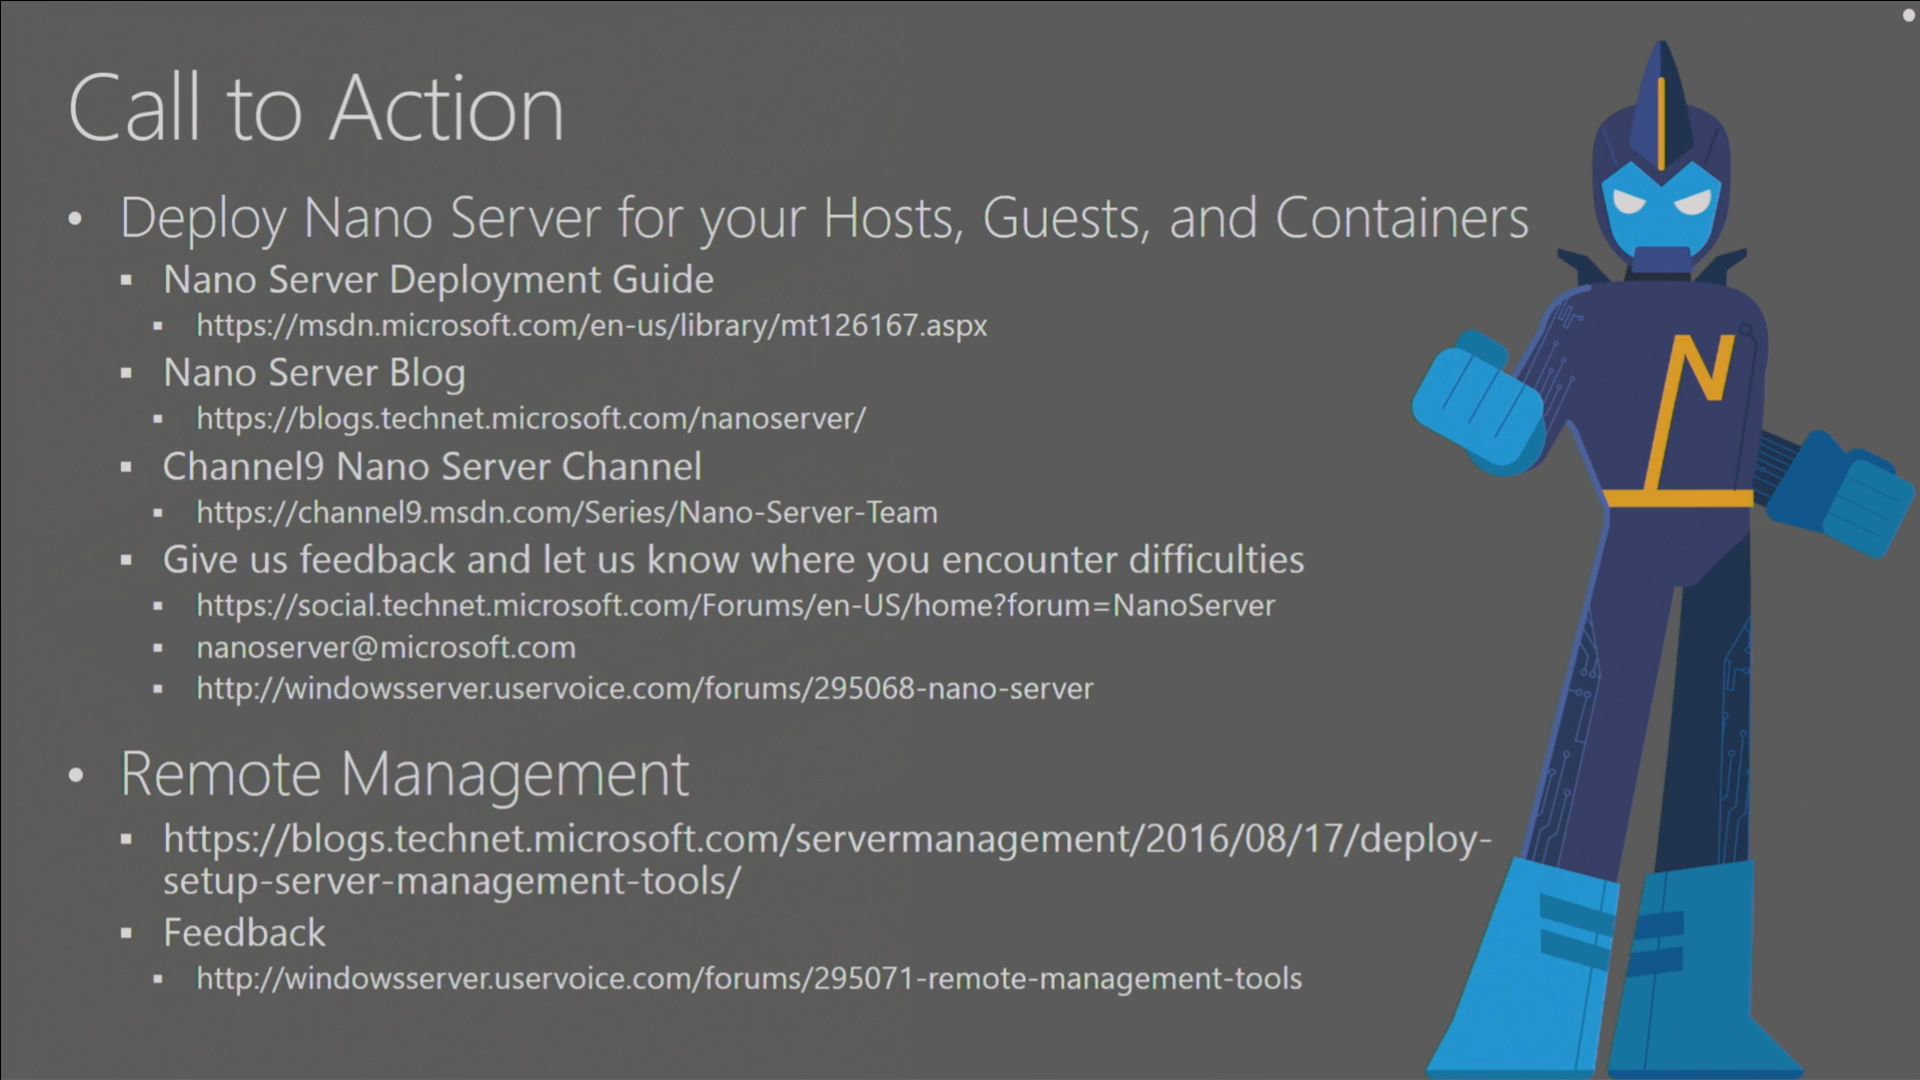 Call to Action
• Deploy Nano Server for your Hosts, Guests, and Containers
▪ Nano Server Deployment Guide
▪ https://msdn.microsoft.com/en-us/library/mt126167.aspx
▪ Nano Server Blog
▪ https://blogs.technet.microsoft.com/nanoserver/
▪ Channel9 Nano Server Channel
▪ https://channel9.msdn.com/Series/Nano-Server-Team
▪ Give us feedback and let us know where you encounter difficulties
▪ https://social.technet.microsoft.com/Forums/en-US/home?forum=NanoServer
▪ nanoserver@microsoft.com
▪ http://windowsserver.uservoice.com/forums/295068-nano-server
• Remote Management
▪ https://blogs.technet.microsoft.com/servermanagement/2016/08/17/deploy-
setup-server-management-tools/
▪ Feedback
▪ http://windowsserver.uservoice.com/forums/295071-remote-management-tools
N